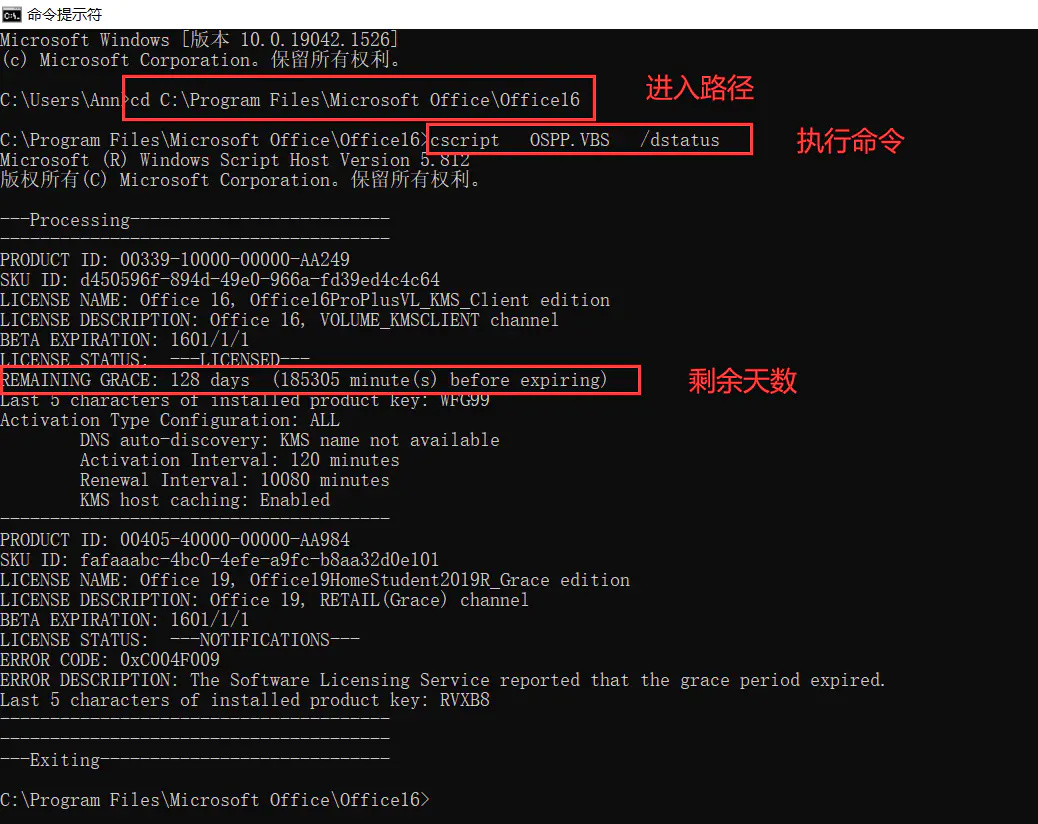 命令提示符
Microsoft Windows [版本 10.0.19042.1526]
(c) Microsoft Corporation。保留所有权利。
C:\Users\Ann>cd C:\Program Files\Microsoft Office\Office16
进入路径
C:\Program Files\Microsoft Office\Office16>cscript   OSPP.VBS   /dstatus
执行命令
Microsoft (R) Windows Script Host Version 5.812
版权所有(C) Microsoft Corporation。保留所有权利。
---Processing--------------------------
---------------------------------------
PRODUCT ID: 00339-10000-00000-AA249
SKU ID: d450596f-894d-49e0-966a-fd39ed4c4c64
LICENSE NAME: Office 16, Office16ProPlusVL_KMS_Client edition
LICENSE DESCRIPTION: Office 16, VOLUME_KMSCLIENT channel
BETA EXPIRATION: 1601/1/1
LICENSE STATUS:  ---LICENSED---
REMAINING GRACE: 128 days  (185305 minute(s) before expiring)
剩余天数
Last 5 characters of installed product key: WFG99
Activation Type Configuration: ALL
        DNS auto-discovery: KMS name not available
        Activation Interval: 120 minutes
        Renewal Interval: 10080 minutes
        KMS host caching: Enabled
---------------------------------------
PRODUCT ID: 00405-40000-00000-AA984
SKU ID: fafaaabc-4bc0-4efe-a9fc-b8aa32d0e101
LICENSE NAME: Office 19, Office19HomeStudent2019R_Grace edition
LICENSE DESCRIPTION: Office 19, RETAIL(Grace) channel
BETA EXPIRATION: 1601/1/1
LICENSE STATUS:  ---NOTIFICATIONS---
ERROR CODE: 0xC004F009
ERROR DESCRIPTION: The Software Licensing Service reported that the grace period expired.
Last 5 characters of installed product key: RVXB8
---------------------------------------
---------------------------------------
---Exiting-----------------------------
C:\Program Files\Microsoft Office\Office16>